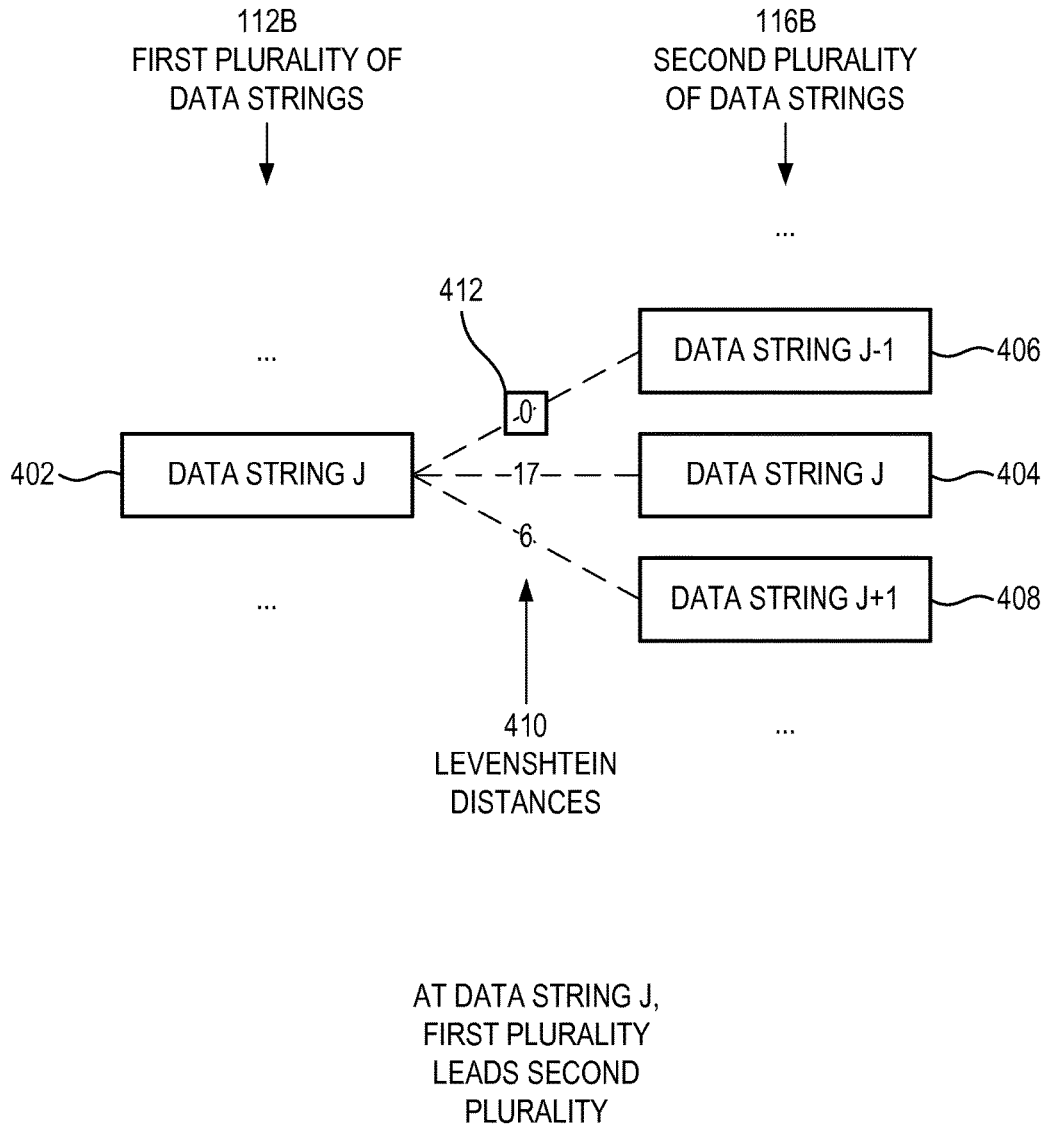 112B
FIRST PLURALITY OF
DATA STRINGS
116B
SECOND PLURALITY
OF DATA STRINGS
...
412
...
DATA STRING J-1
406
0
402
DATA STRING J
17
DATA STRING J
404
6
...
DATA STRING J+1
408
410
LEVENSHTEIN
DISTANCES
...
AT DATA STRING J,
FIRST PLURALITY
LEADS SECOND
PLURALITY